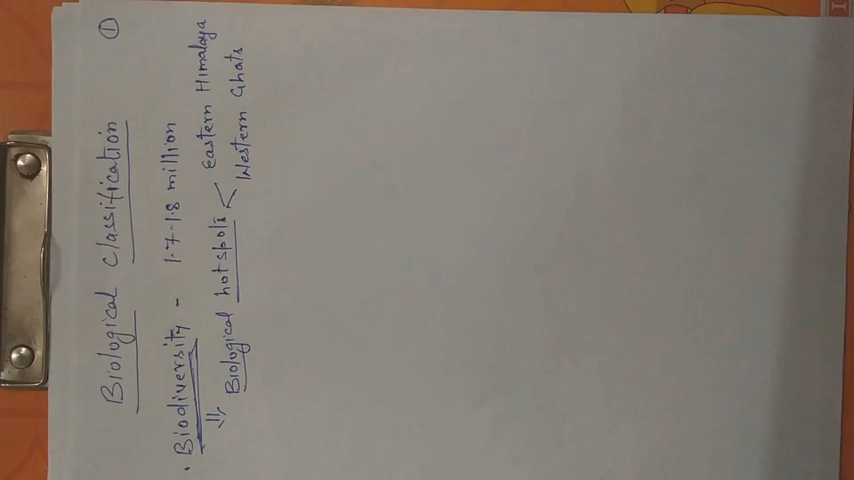 ①
Biological Classification
· Biodiversity - 1.7-1.8 million
⇓
Biological hotspots < Eastern Himalaya
Western Ghats